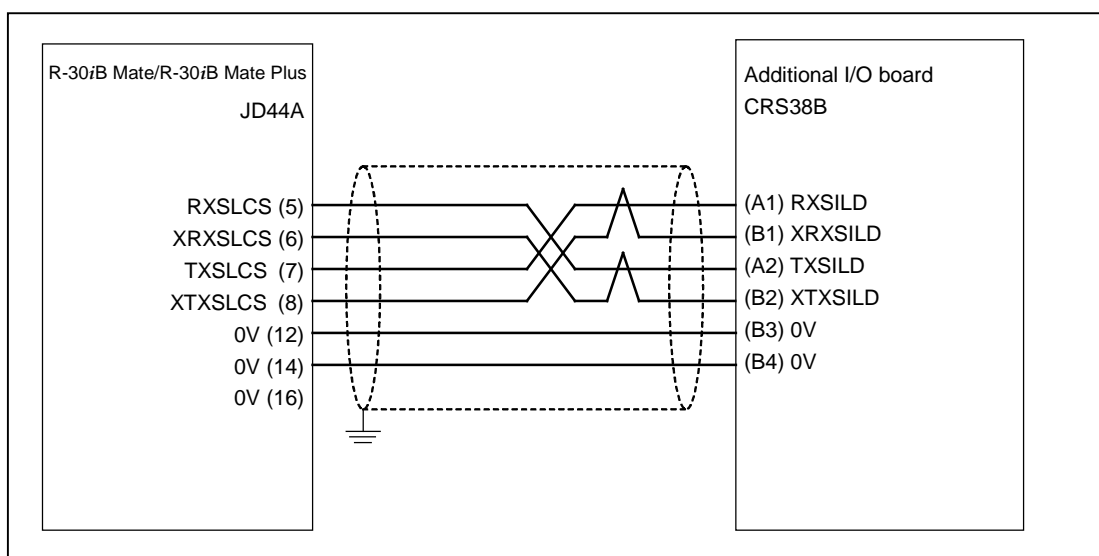 R-30iB Mate/R-30iB Mate Plus
JD44A
RXSLCS (5)
XRXSLCS (6)
TXSLCS (7)
XTXSLCS (8)
0V (12)
0V (14)
0V (16)
Additional I/O board
CRS38B
(A1) RXSILD
(B1) XRXSILD
(A2) TXSILD
(B2) XTXSILD
(B3) 0V
(B4) 0V